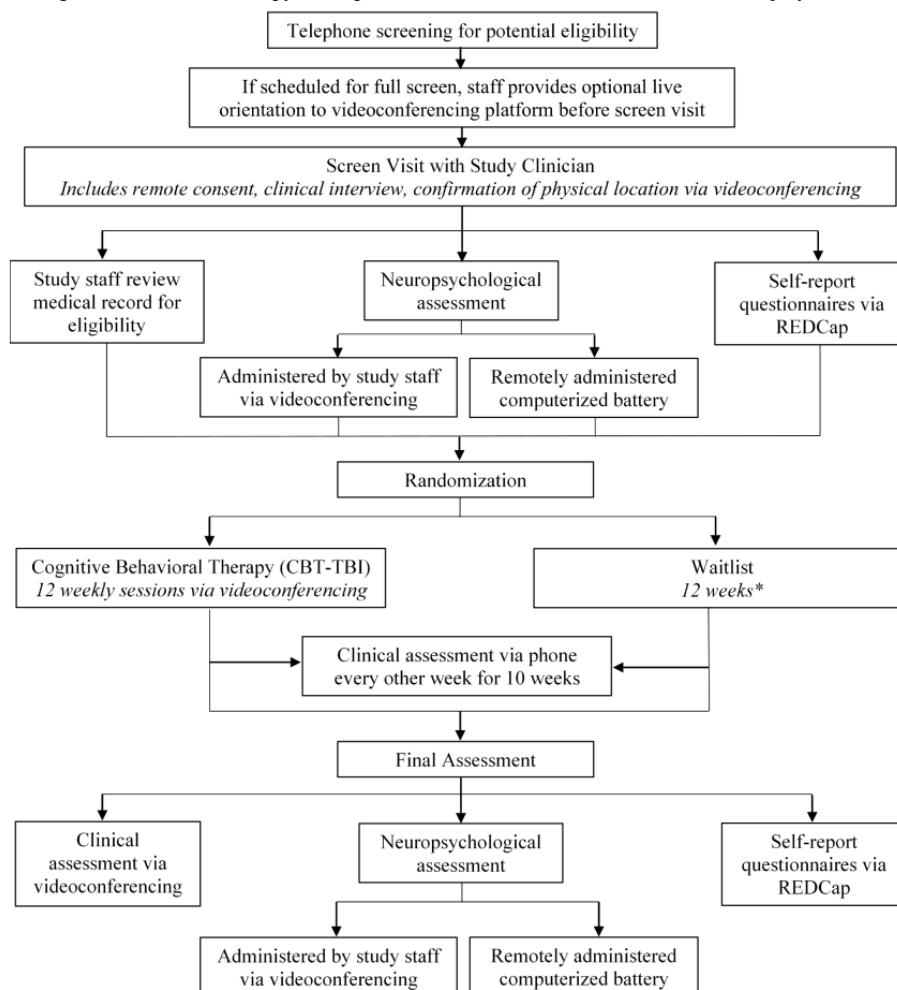 Telephone screening for potential eligibility
If scheduled for full screen, staff provides optional live
orientation to videoconferencing platform before screen visit
Screen Visit with Study Clinician
Includes remote consent, clinical interview, confirmation of physical location via videoconferencing
Study staff review
medical record for
eligibility
Neuropsychological
assessment
Self-report
questionnaires via
REDCap
Administered by study staff
via videoconferencing
Remotely administered
computerized battery
Randomization
Cognitive Behavioral Therapy (CBT-TBI)
12 weekly sessions via videoconferencing
Waitlist
12 weeks*
Clinical assessment via phone
every other week for 10 weeks
Final Assessment
Clinical
assessment via
videoconferencing
Neuropsychological
assessment
Self-report
questionnaires via
REDCap
Administered by study staff
via videoconferencing
Remotely administered
computerized battery